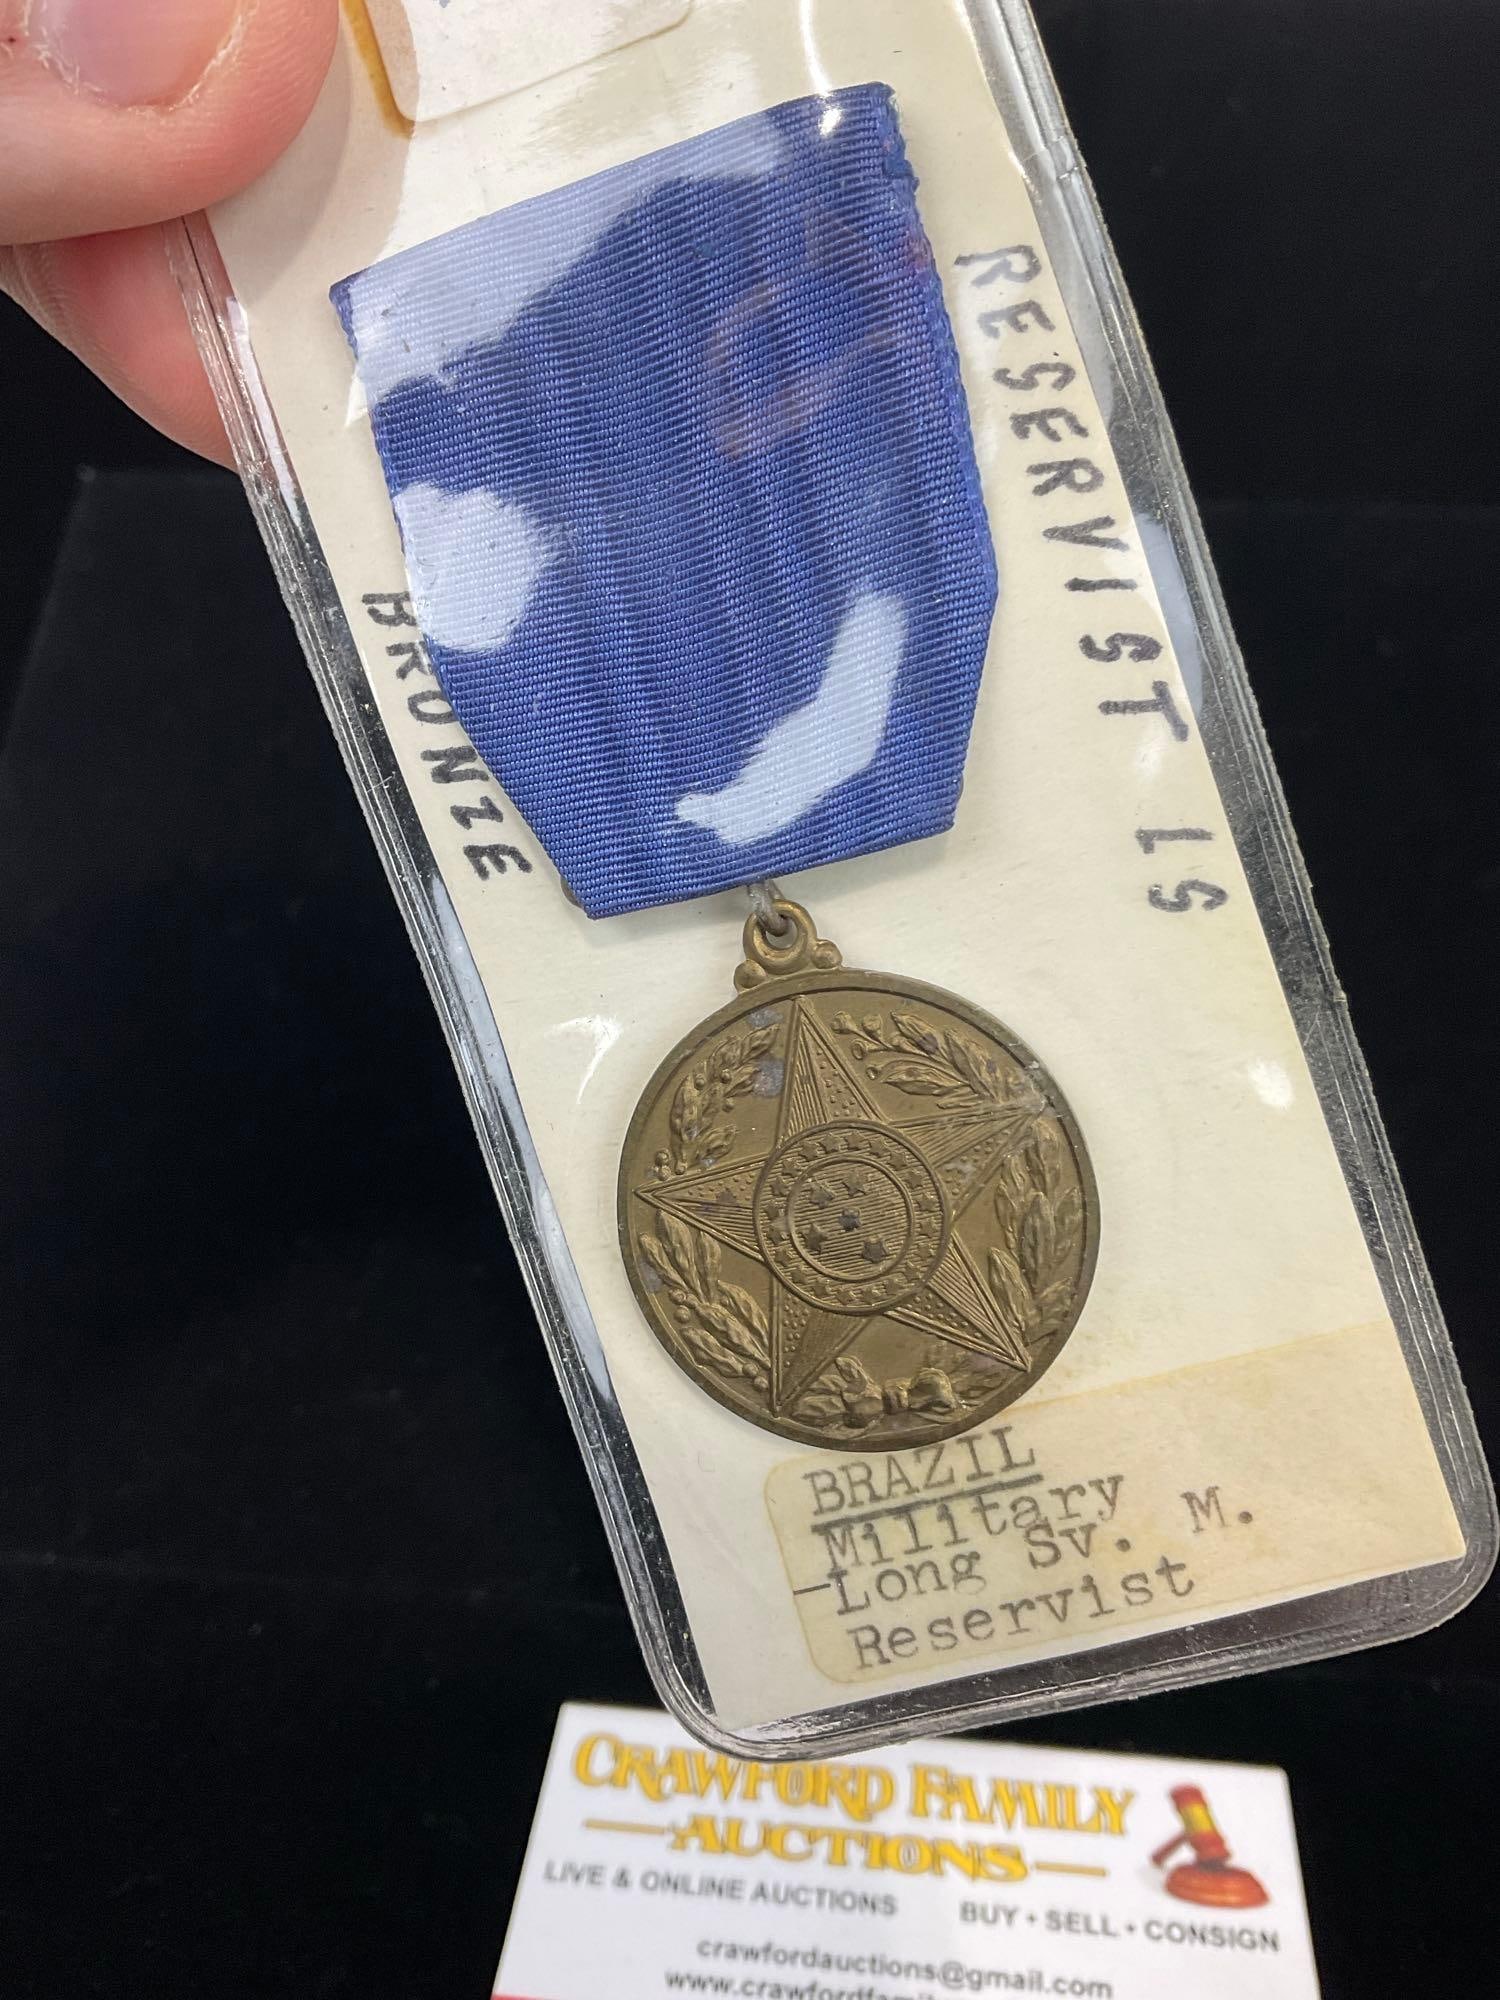 RESERVIST LS
BRONZE
BRAZIL
Military
-Long Sv. M.
Reservist
CRAWFORD FAMILY
AUCTIONS
LIVE & ONLINE AUCTIONS
BUY • SELL • CONSIGN
crawfordauctions@gmail.com